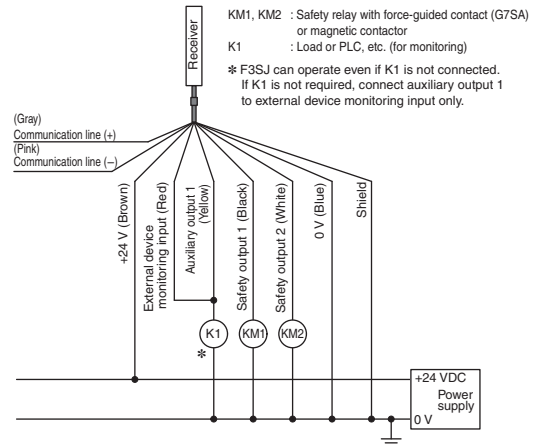 Receiver
KM1, KM2 : Safety relay with force-guided contact (G7SA)
or magnetic contactor
K1 : Load or PLC, etc. (for monitoring)
* F3SJ can operate even if K1 is not connected.
If K1 is not required, connect auxiliary output 1
to external device monitoring input only.
(Gray)
Communication line (+)
(Pink)
Communication line (−)
+24 V (Brown)
External device
monitoring input (Red)
Auxiliary output 1
(Yellow)
Safety output 1 (Black)
Safety output 2 (White)
0 V (Blue)
Shield
K1
*
KM1
KM2
+24 VDC
Power
supply
0 V